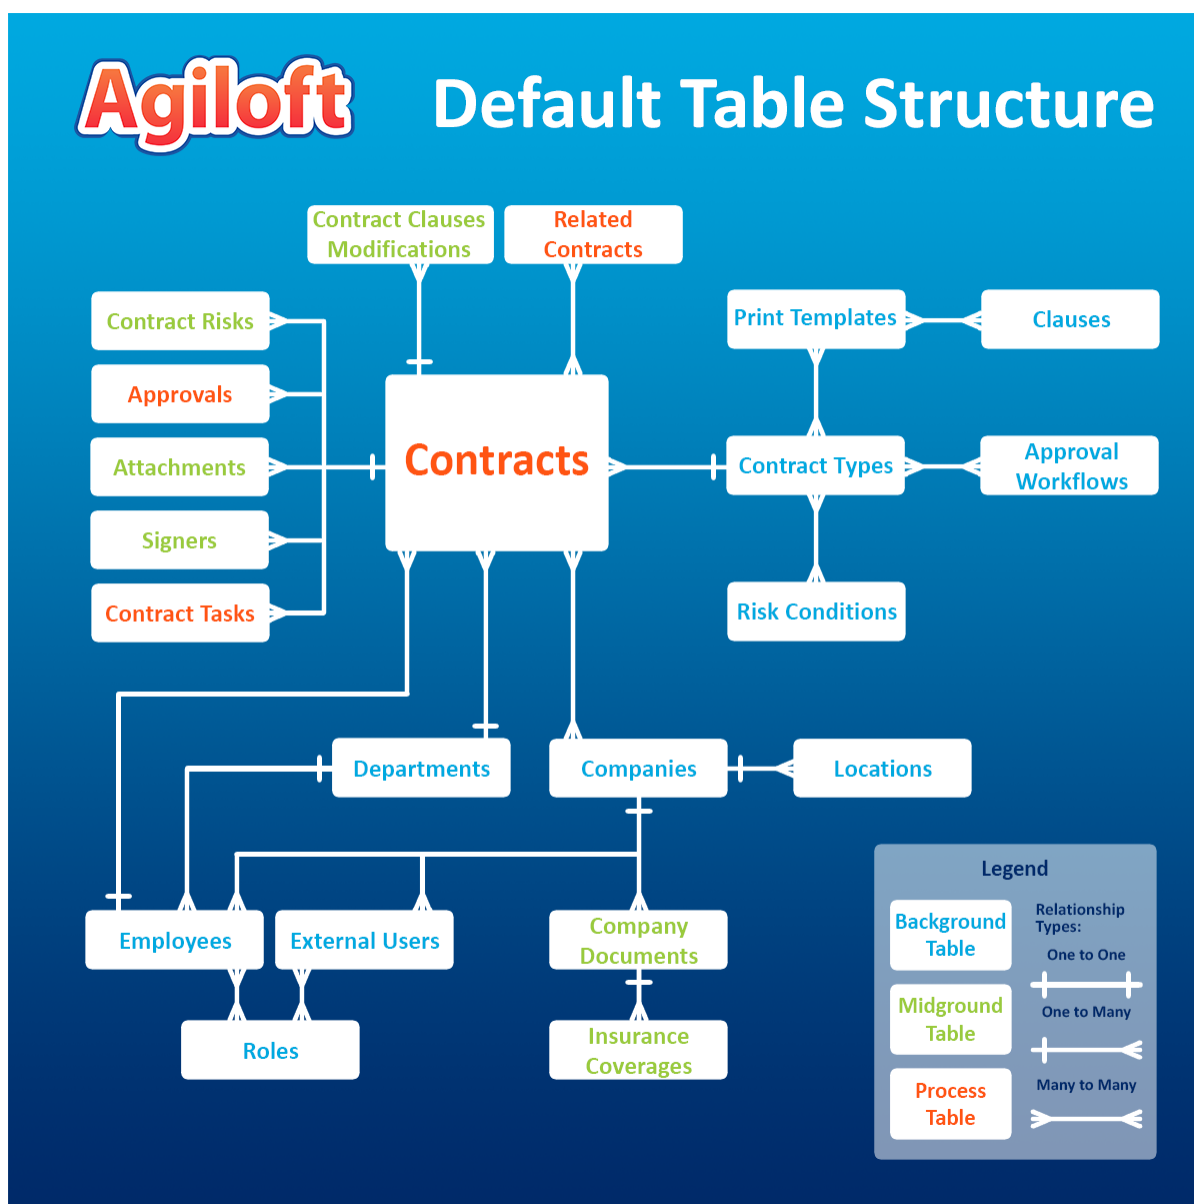 Agiloft
Default Table Structure
Contract Clauses
Modifications
Related
Contracts
Contract Risks
Approvals
Attachments
Signers
Contract Tasks
Contracts
Print Templates
Clauses
Contract Types
Approval
Workflows
Risk Conditions
Departments
Companies
Locations
Employees
External Users
Company
Documents
Roles
Insurance
Coverages
Legend
Background
Table
Midground
Table
Process
Table
Relationship
Types:
One to One
One to Many
Many to Many